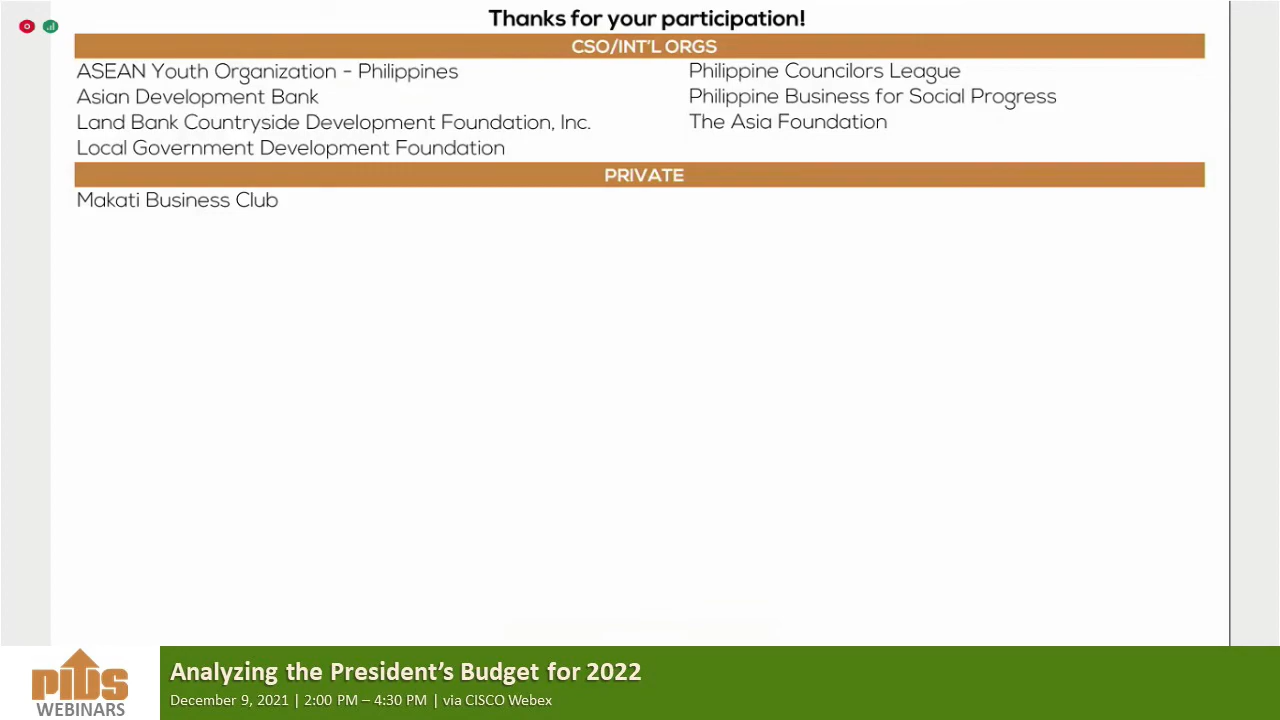 Thanks for your participation!
CSO/INT'L ORGS
ASEAN Youth Organization - Philippines
Asian Development Bank
Land Bank Countryside Development Foundation, Inc.
Local Government Development Foundation
Philippine Councilors League
Philippine Business for Social Progress
The Asia Foundation
PRIVATE
Makati Business Club
PIDS
WEBINARS
Analyzing the President's Budget for 2022
December 9, 2021 | 2:00 PM – 4:30 PM | via CISCO Webex